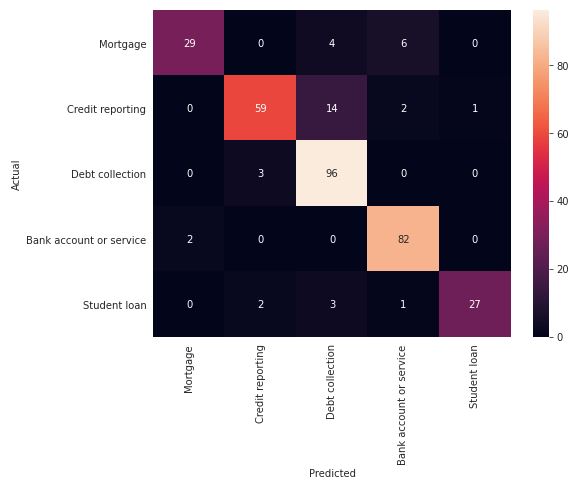 Actual
Mortgage 29 0 4 6 0
Credit reporting 0 59 14 2 1
Debt collection 0 3 96 0 0
Bank account or service 2 0 0 82 0
Student loan 0 2 3 1 27
Mortgage Credit reporting Debt collection Bank account or service Student loan
Predicted
80
60
40
20
0